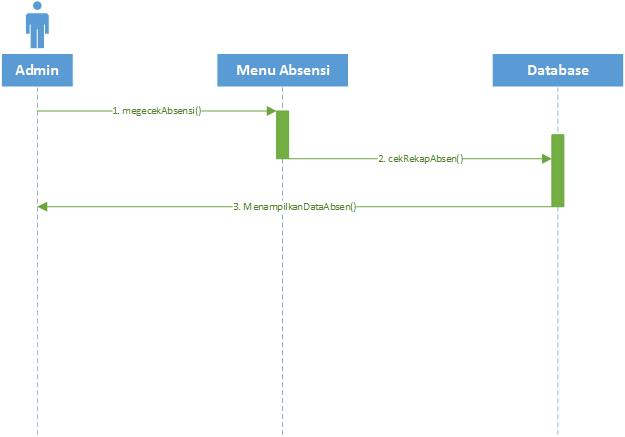 Admin
Menu Absensi
Database
1. megecekAbsensi()
2. cekRekapAbsen()
3. MenampilkanDataAbsen()